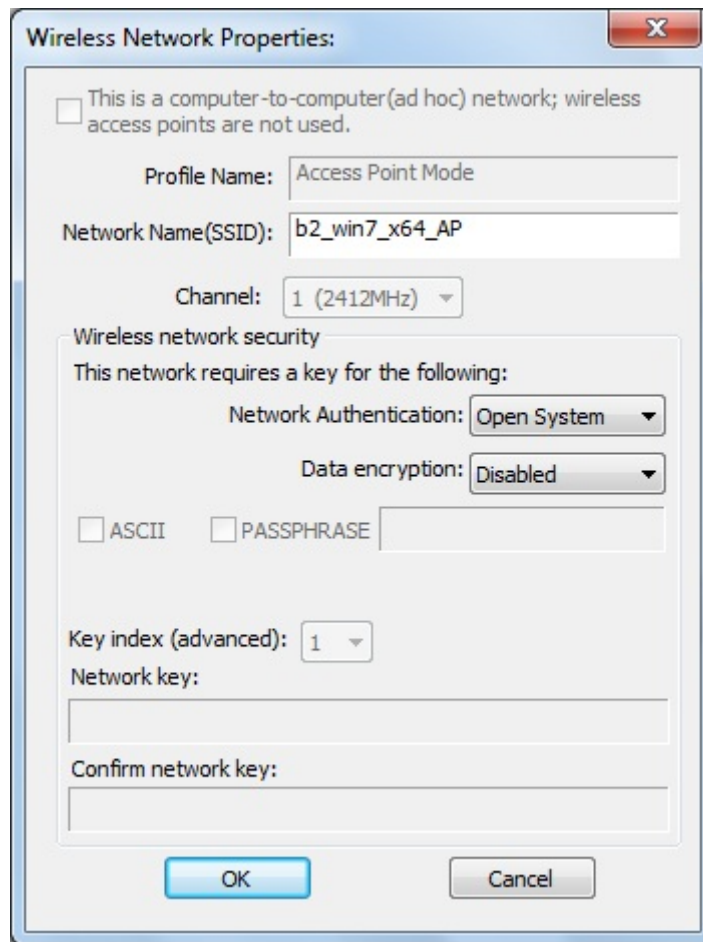 Wireless Network Properties:
This is a computer-to-computer(ad hoc) network; wireless
access points are not used.
Profile Name: Access Point Mode
Network Name(SSID): b2_win7_x64_AP
Channel: 1 (2412MHz)
Wireless network security
This network requires a key for the following:
Network Authentication: Open System
Data encryption: Disabled
ASCII PASSPHRASE
Key index (advanced): 1
Network key:
Confirm network key:
OK Cancel